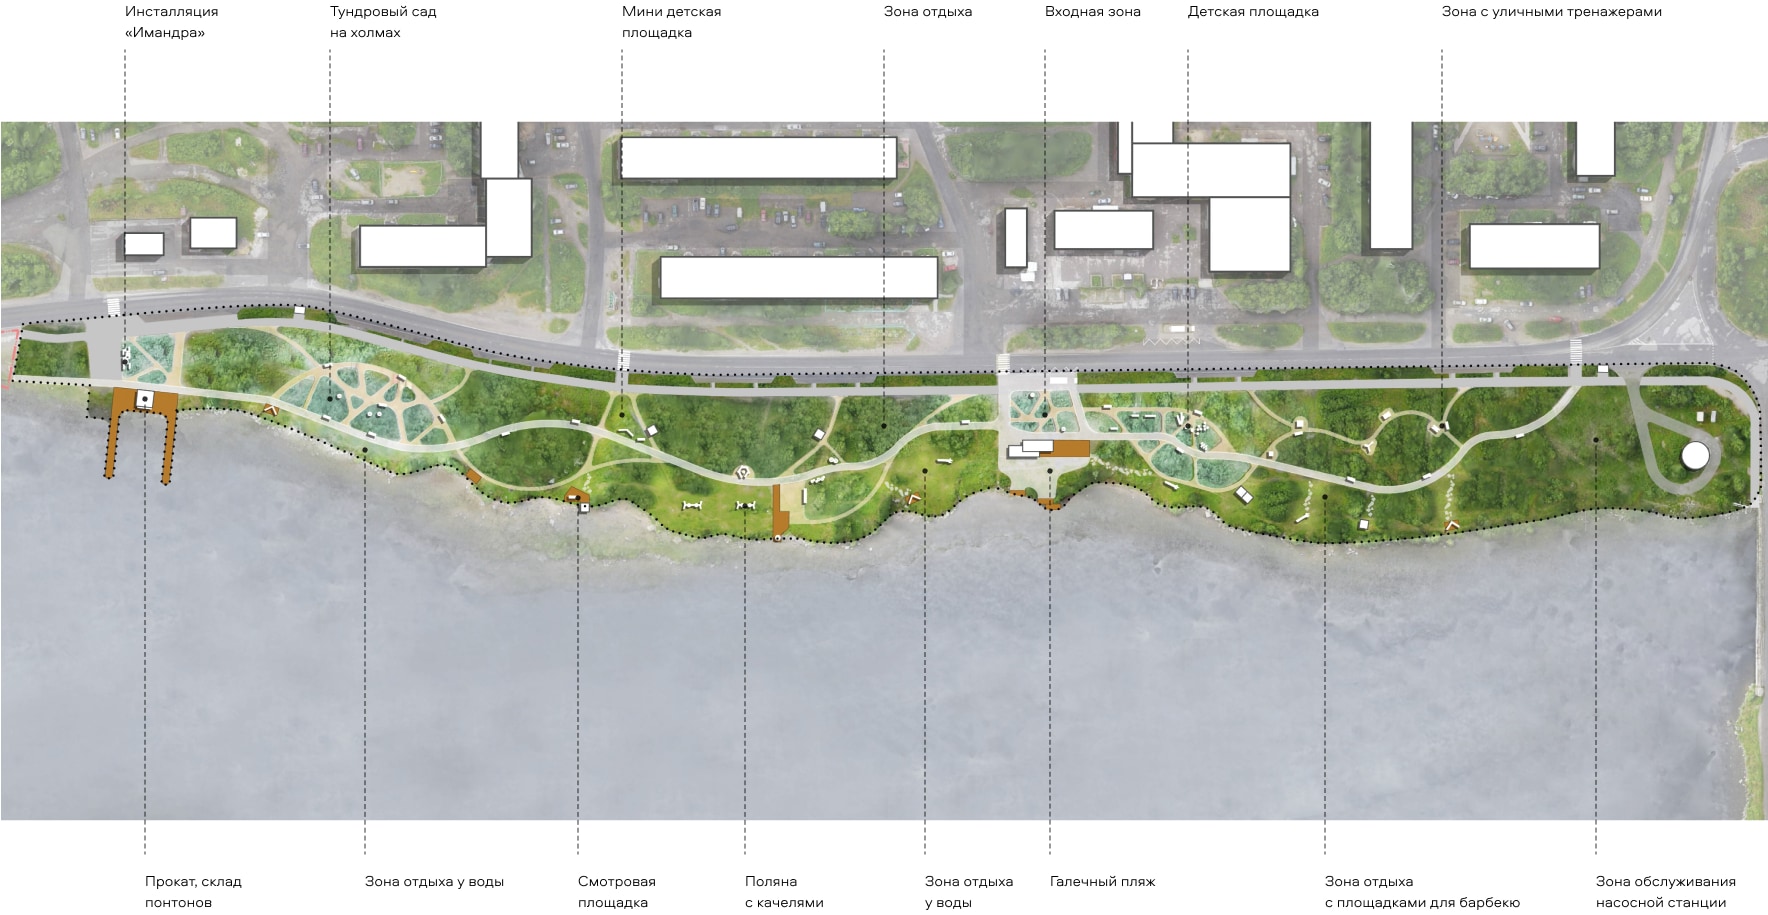 Инсталляция
«Имандра»
Тундровый сад
на холмах
Мини детская
площадка
Зона отдыха
Входная зона
Детская площадка
Зона с уличными тренажерами
Прокат, склад
понтонов
Зона отдыха у воды
Смотровая
площадка
Поляна
с качелями
Зона отдыха
у воды
Галечный пляж
Зона отдыха
с площадками для барбекю
Зона обслуживания
насосной станции